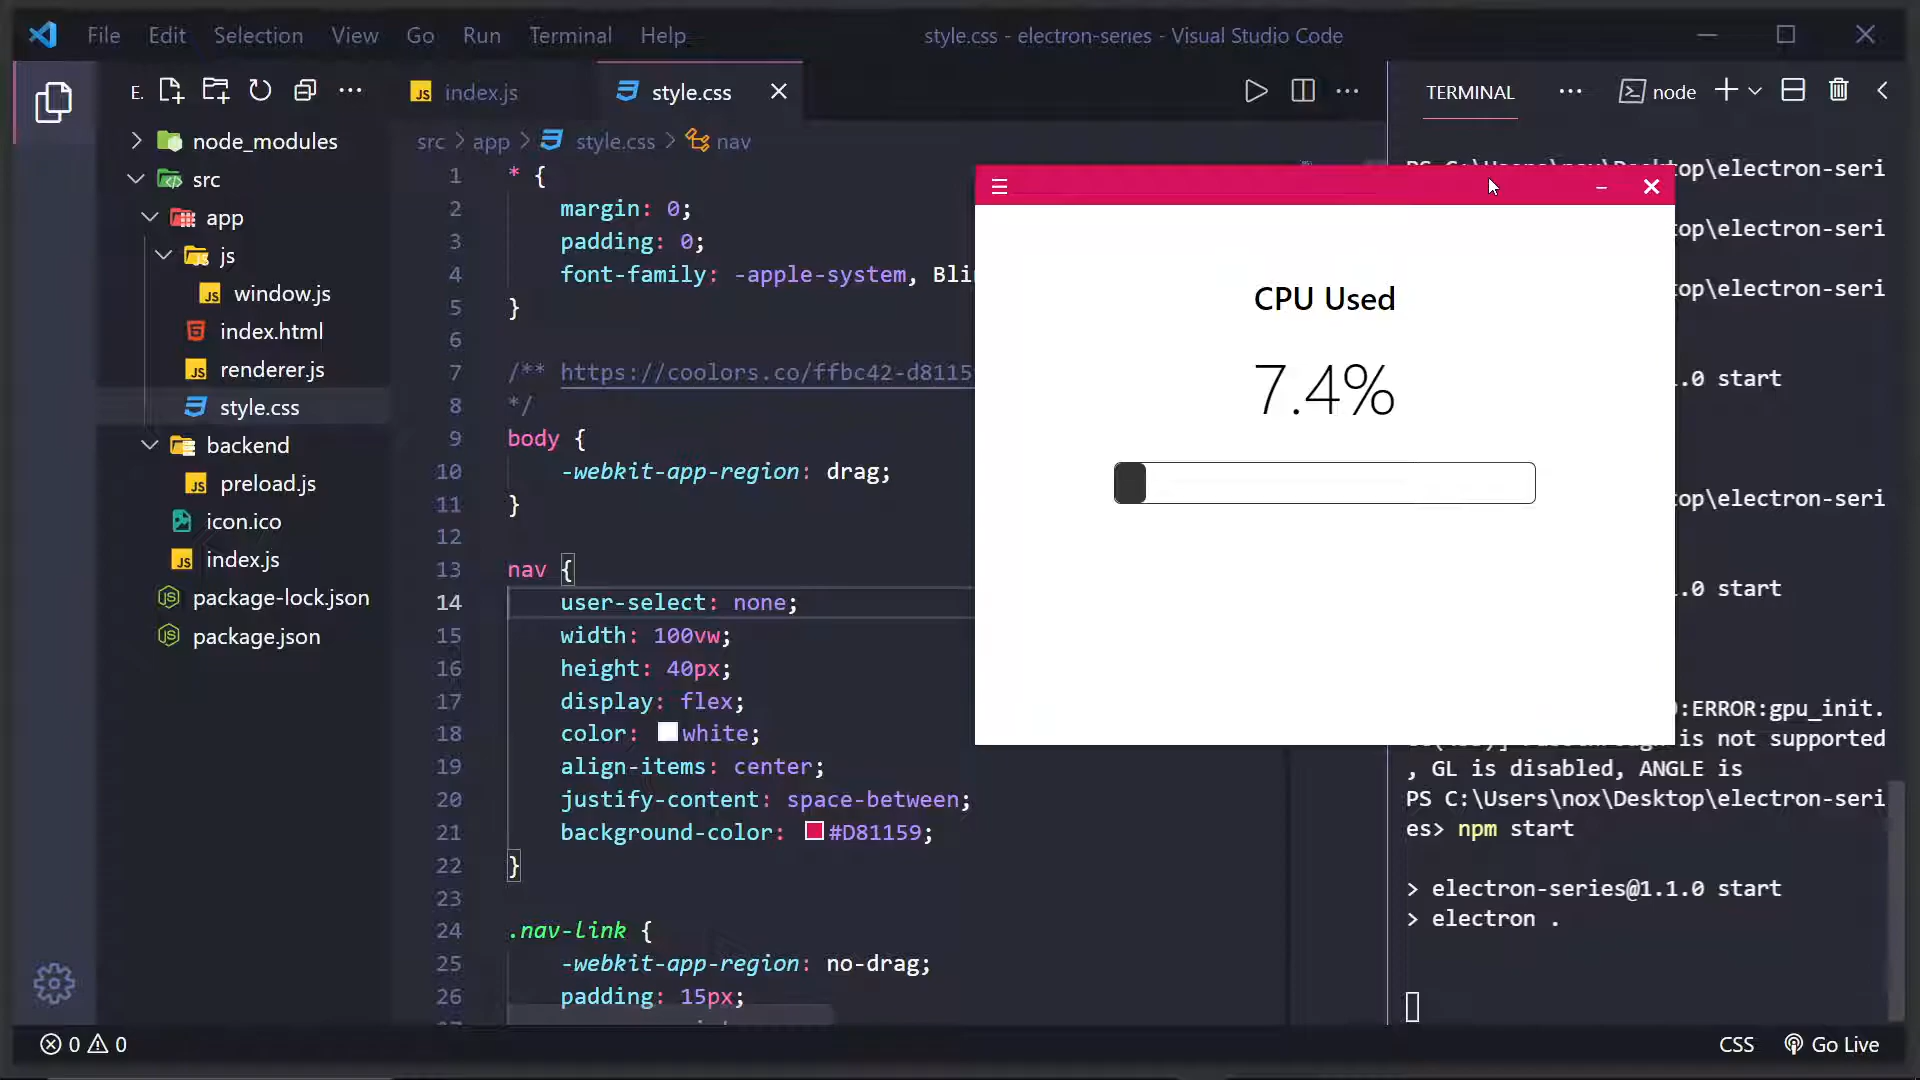 File Edit Selection View Go Run Terminal Help
style.css - electron-series - Visual Studio Code
E.
node_modules
src
app
js
window.js
index.html
renderer.js
style.css
backend
preload.js
icon.ico
index.js
package-lock.json
package.json
index.js style.css
src > app > style.css > nav
1 * {
2 margin: 0;
3 padding: 0;
4 font-family: -apple-system, Bli
5 }
6
7 /** https://coolors.co/ffbc42-d8115
8 */
9 body {
10 -webkit-app-region: drag;
11 }
12
13 nav {
14 user-select: none;
15 width: 100vw;
16 height: 40px;
17 display: flex;
18 color: white;
19 align-items: center;
20 justify-content: space-between;
21 background-color: #D81159;
22 }
23
24 .nav-link {
25 -webkit-app-region: no-drag;
26 padding: 15px;
CPU Used
7.4%
TERMINAL node
top\electron-seri
top\electron-seri
top\electron-seri
.0 start
top\electron-seri
.0 start
:ERROR:gpu_init.
is not supported
, GL is disabled, ANGLE is
PS C:\Users\nox\Desktop\electron-seri
es> npm start
> electron-series@1.1.0 start
> electron .
0 0
CSS Go Live